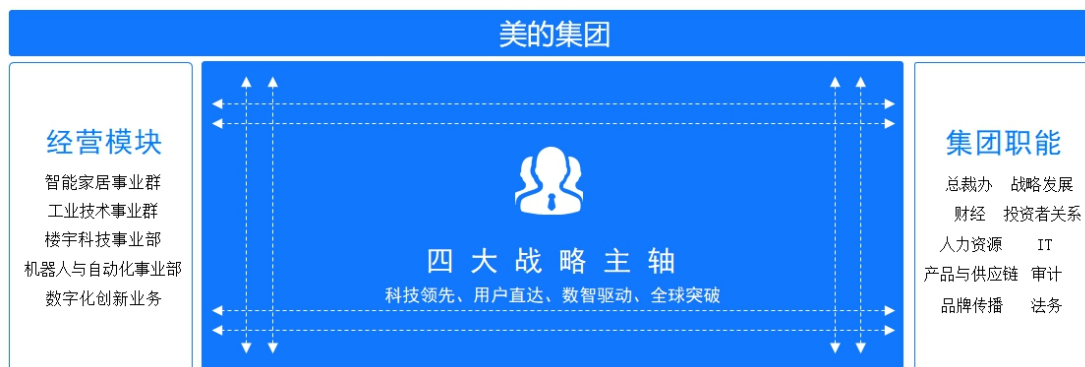 美的集团
经营模块
智能家居事业群
工业技术事业群
楼宇科技事业部
机器人与自动化事业部
数字化创新业务
四大战略主轴
科技领先、用户直达、数智驱动、全球突破
集团职能
总裁办 战略发展
财经 投资者关系
人力资源 IT
产品与供应链 审计
品牌传播 法务